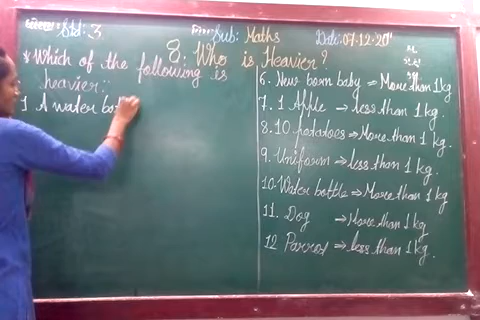 Std: 3
Sub: Maths
Date: 07-12-20"
8. Who is Heavier?
* Which of the following is
heavier:
1 A water bot
6. New born baby ⇒ More than 1 kg
7. 1 Apple → less than 1 kg.
8. 10 potatoes ⇒ More than 1 kg.
9. Uniform ⇒ less than 1 kg.
10. Water bottle ⇒ More than 1 kg
11. Dog → More than 1 kg
12 Parrot ⇒ less than 1 kg.